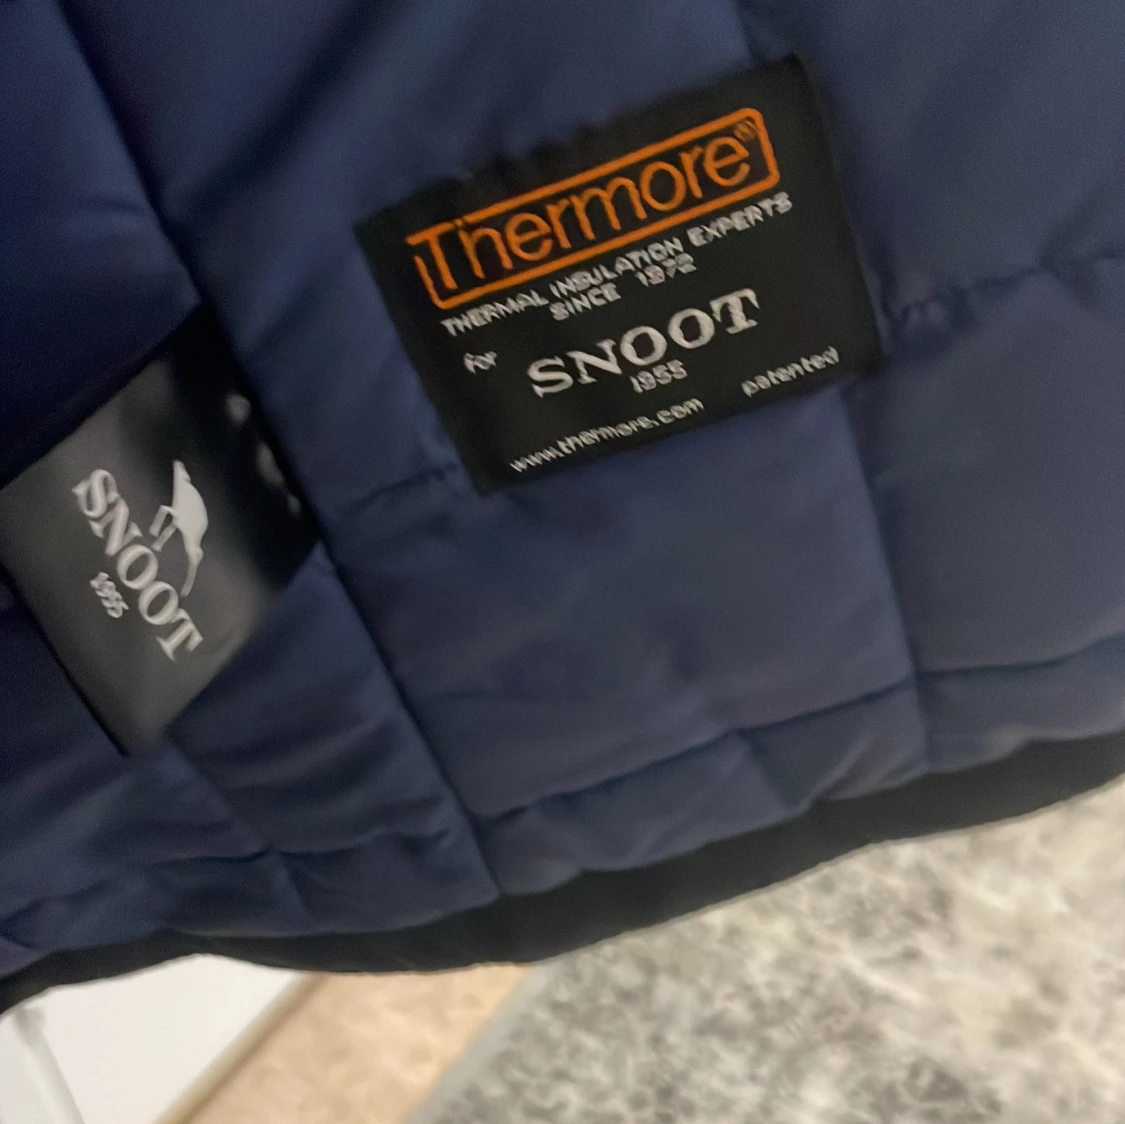 Thermore®
THERMAL INSULATION EXPERTS
SINCE 1972
for SNOOT
1955
patented
www.thermore.com
SNOOT
1955